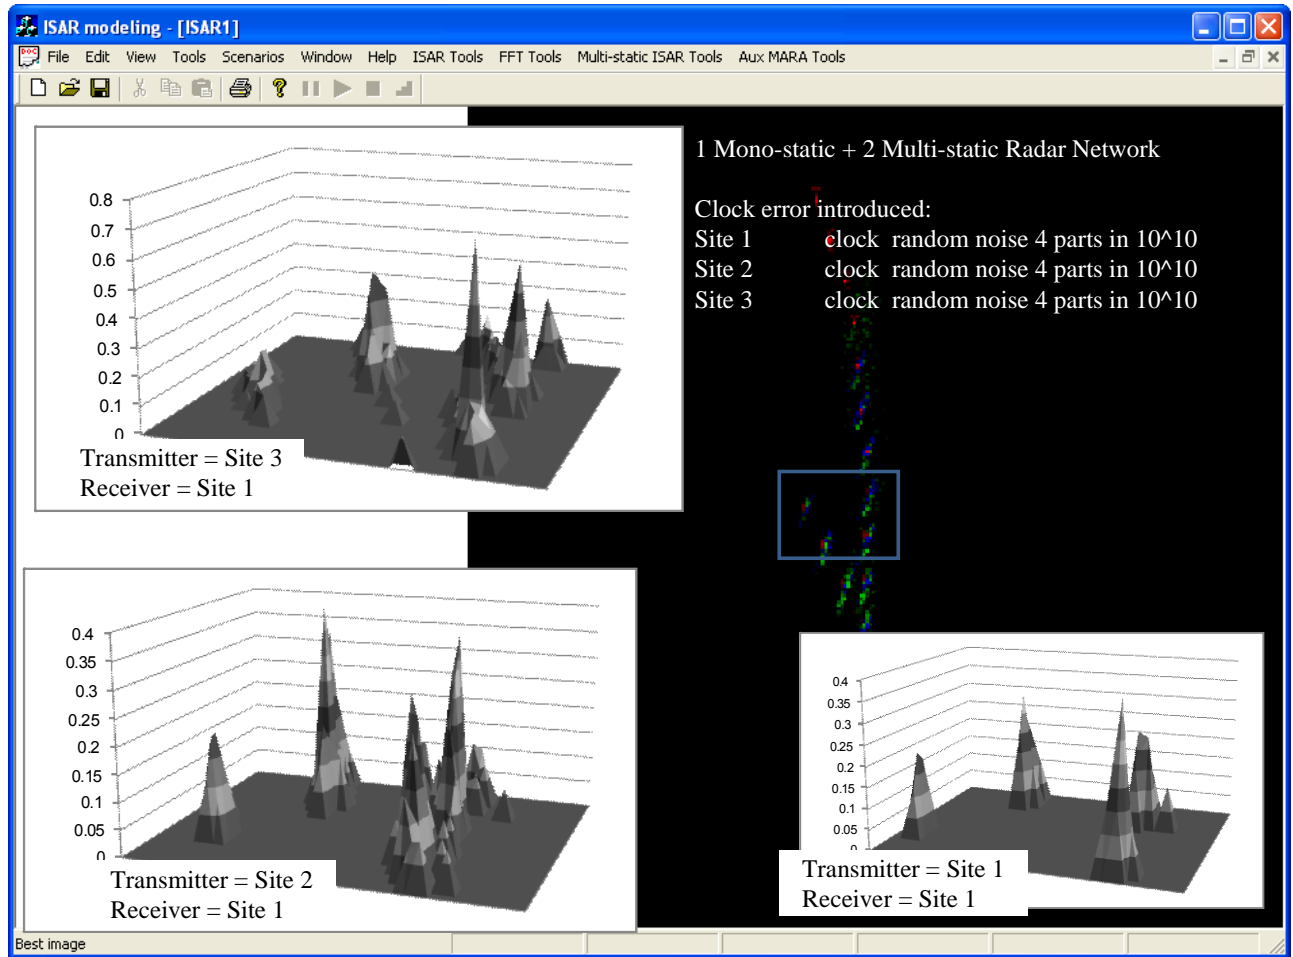 ISAR modeling - [ISAR1]
File Edit View Tools Scenarios Window Help ISAR Tools FFT Tools Multi-static ISAR Tools Aux MARA Tools
0.8
0.7
0.6
0.5
0.4
0.3
0.2
0.1
0
Transmitter = Site 3
Receiver = Site 1
1 Mono-static + 2 Multi-static Radar Network
Clock error introduced:
Site 1 clock random noise 4 parts in 10^10
Site 2 clock random noise 4 parts in 10^10
Site 3 clock random noise 4 parts in 10^10
0.4
0.35
0.3
0.25
0.2
0.15
0.1
0.05
0
Transmitter = Site 2
Receiver = Site 1
0.4
0.35
0.3
0.25
0.2
0.15
0.1
0.05
0
Transmitter = Site 1
Receiver = Site 1
Best image